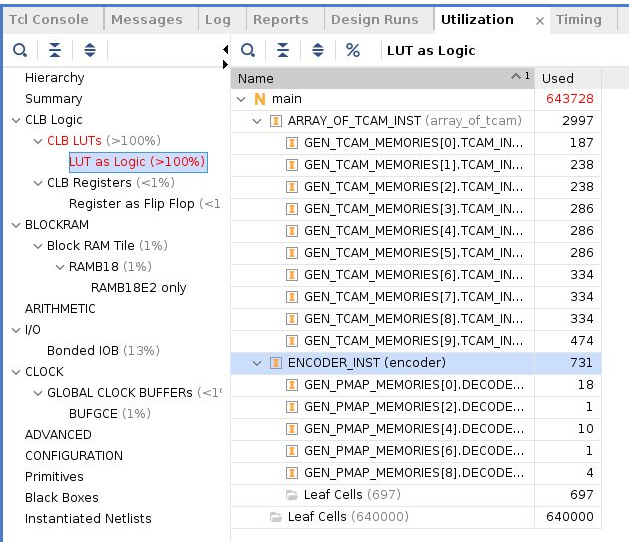 Tcl Console Messages Log Reports Design Runs Utilization × Timing
% LUT as Logic
Hierarchy
Summary
CLB Logic
CLB LUTs (>100%)
LUT as Logic (>100%)
CLB Registers (<1%)
Register as Flip Flop (<1
BLOCKRAM
Block RAM Tile (1%)
RAMB18 (1%)
RAMB18E2 only
ARITHMETIC
I/O
Bonded IOB (13%)
CLOCK
GLOBAL CLOCK BUFFERs (<1%
BUFGCE (1%)
ADVANCED
CONFIGURATION
Primitives
Black Boxes
Instantiated Netlists
Name 1 Used
N main 643728
ARRAY_OF_TCAM_INST (array_of_tcam) 2997
GEN_TCAM_MEMORIES[0].TCAM_IN... 187
GEN_TCAM_MEMORIES[1].TCAM_IN... 238
GEN_TCAM_MEMORIES[2].TCAM_IN... 238
GEN_TCAM_MEMORIES[3].TCAM_IN... 286
GEN_TCAM_MEMORIES[4].TCAM_IN... 286
GEN_TCAM_MEMORIES[5].TCAM_IN... 286
GEN_TCAM_MEMORIES[6].TCAM_IN... 334
GEN_TCAM_MEMORIES[7].TCAM_IN... 334
GEN_TCAM_MEMORIES[8].TCAM_IN... 334
GEN_TCAM_MEMORIES[9].TCAM_IN... 474
ENCODER_INST (encoder) 731
GEN_PMAP_MEMORIES[0].DECODE... 18
GEN_PMAP_MEMORIES[2].DECODE... 1
GEN_PMAP_MEMORIES[4].DECODE... 10
GEN_PMAP_MEMORIES[6].DECODE... 1
GEN_PMAP_MEMORIES[8].DECODE... 4
Leaf Cells (697) 697
Leaf Cells (640000) 640000